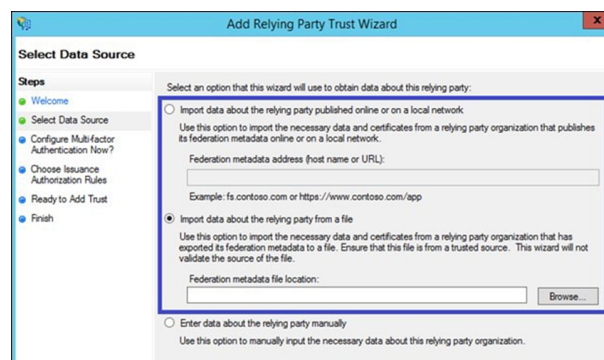 Add Relying Party Trust Wizard
x
Select Data Source
Steps
Welcome
Select Data Source
Configure Multi-factor
Authentication Now?
Choose Issuance
Authorization Rules
Ready to Add Trust
Finish
Select an option that this wizard will use to obtain data about this relying party:
Import data about the relying party published online or on a local network
Use this option to import the necessary data and certificates from a relying party organization that publishes
its federation metadata online or on a local network.
Federation metadata address (host name or URL):
Example: fs.contoso.com or https://www.contoso.com/app
Import data about the relying party from a file
Use this option to import the necessary data and certificates from a relying party organization that has
exported its federation metadata to a file. Ensure that this file is from a trusted source. This wizard will not
validate the source of the file.
Federation metadata file location:
Browse...
Enter data about the relying party manually
Use this option to manually input the necessary data about this relying party organization.